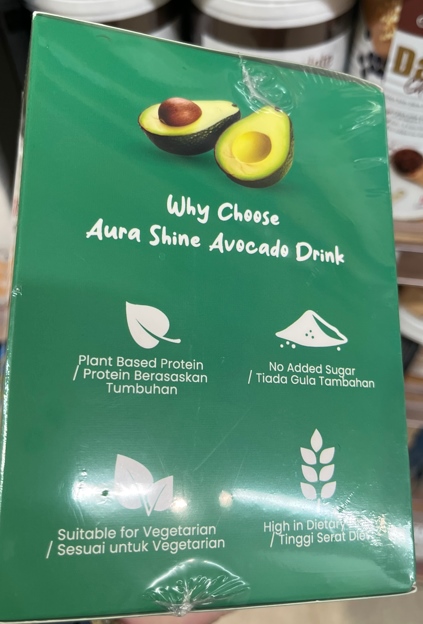 Why Choose
Aura Shine Avocado Drink
Plant Based Protein
/ Protein Berasaskan
Tumbuhan
No Added Sugar
/ Tiada Gula Tambahan
Suitable for Vegetarian
/ Sesuai untuk Vegetarian
High in Dietary
/ Tinggi Serat